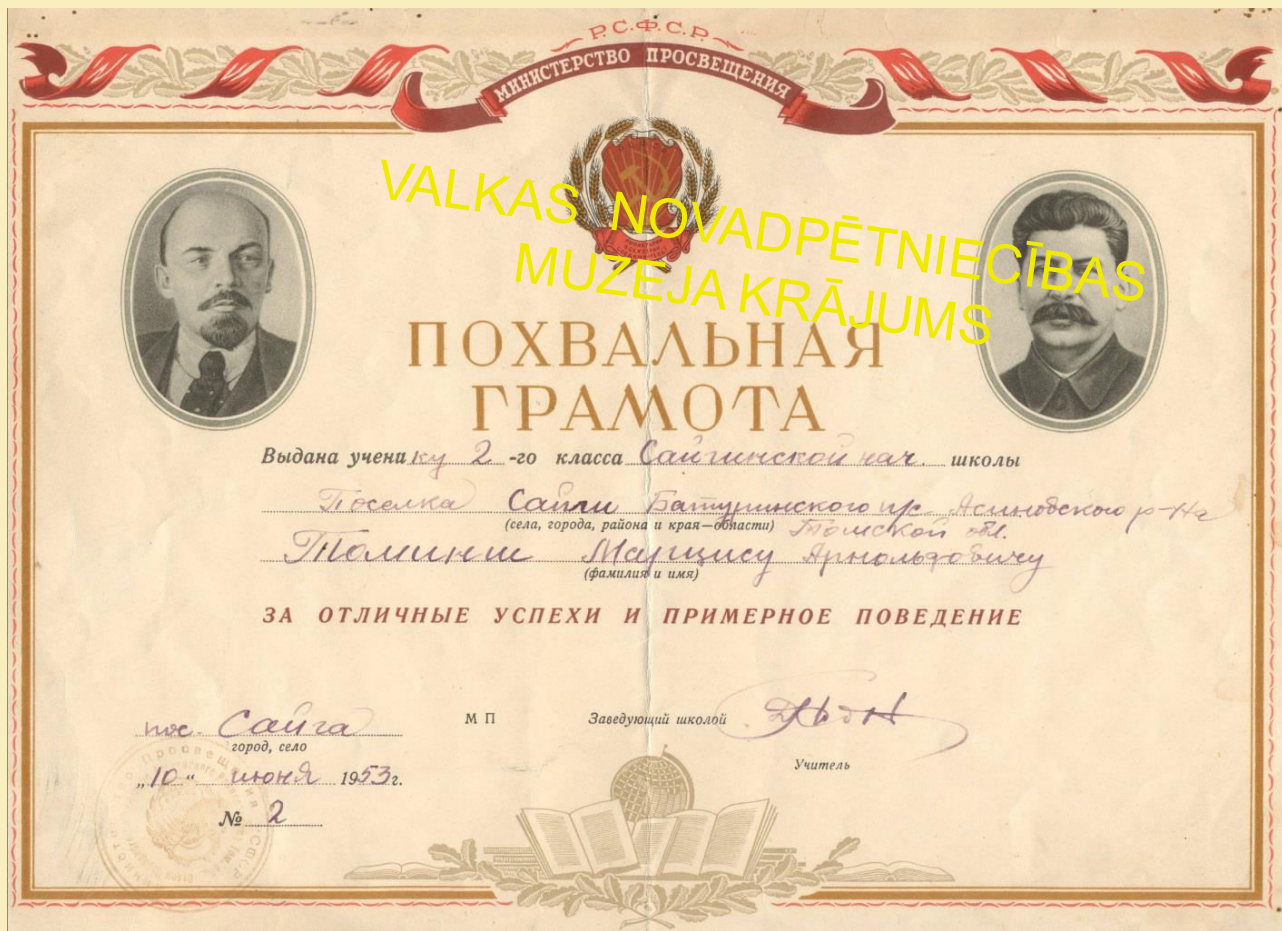 Р.С.Ф.С.Р.
МИНИСТЕРСТВО ПРОСВЕЩЕНИЯ
VALKAS NOVADPĒTNIECĪBAS
MUZEJA KRĀJUMS
ПОХВАЛЬНАЯ
ГРАМОТА
Выдана ученику 2-го класса Сайгинской нач. школы
Поселка Сайги Батуринского п/с Асиновского р-На
(села, города, района и края—области) Томской обл.
Томинш Марцису Арнольдовичу
(фамилия и имя)
ЗА ОТЛИЧНЫЕ УСПЕХИ И ПРИМЕРНОЕ ПОВЕДЕНИЕ
пос. Сайга М П Заведующий школой
город, село
Учитель
„10“ июня 1953г.
№ 2